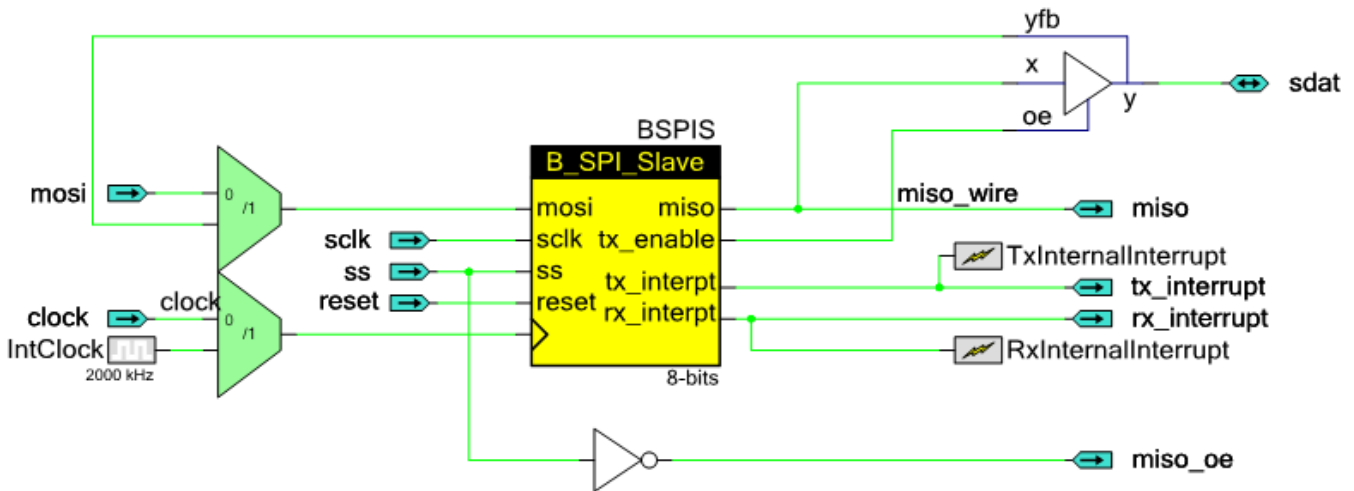 yfb
x
sdat
y
oe
BSPIS
B_SPI_Slave
mosi
0
/1
mosi
miso
miso_wire
miso
sclk
sclk
tx_enable
TxInternalInterrupt
ss
ss
tx_interpt
tx_interrupt
reset
reset
rx_interpt
rx_interrupt
clock
clock
0
/1
IntClock
RxInternalInterrupt
2000 kHz
8-bits
miso_oe